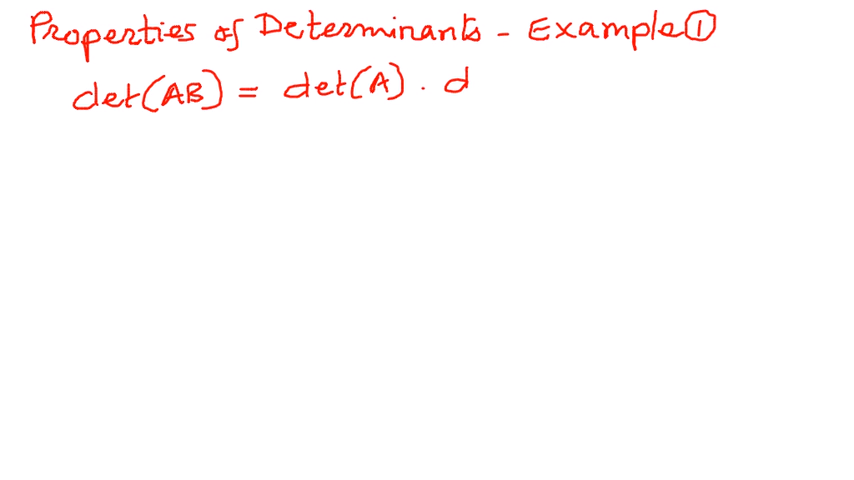 Properties of Determinants - Example ①
det(AB) = det(A) . d